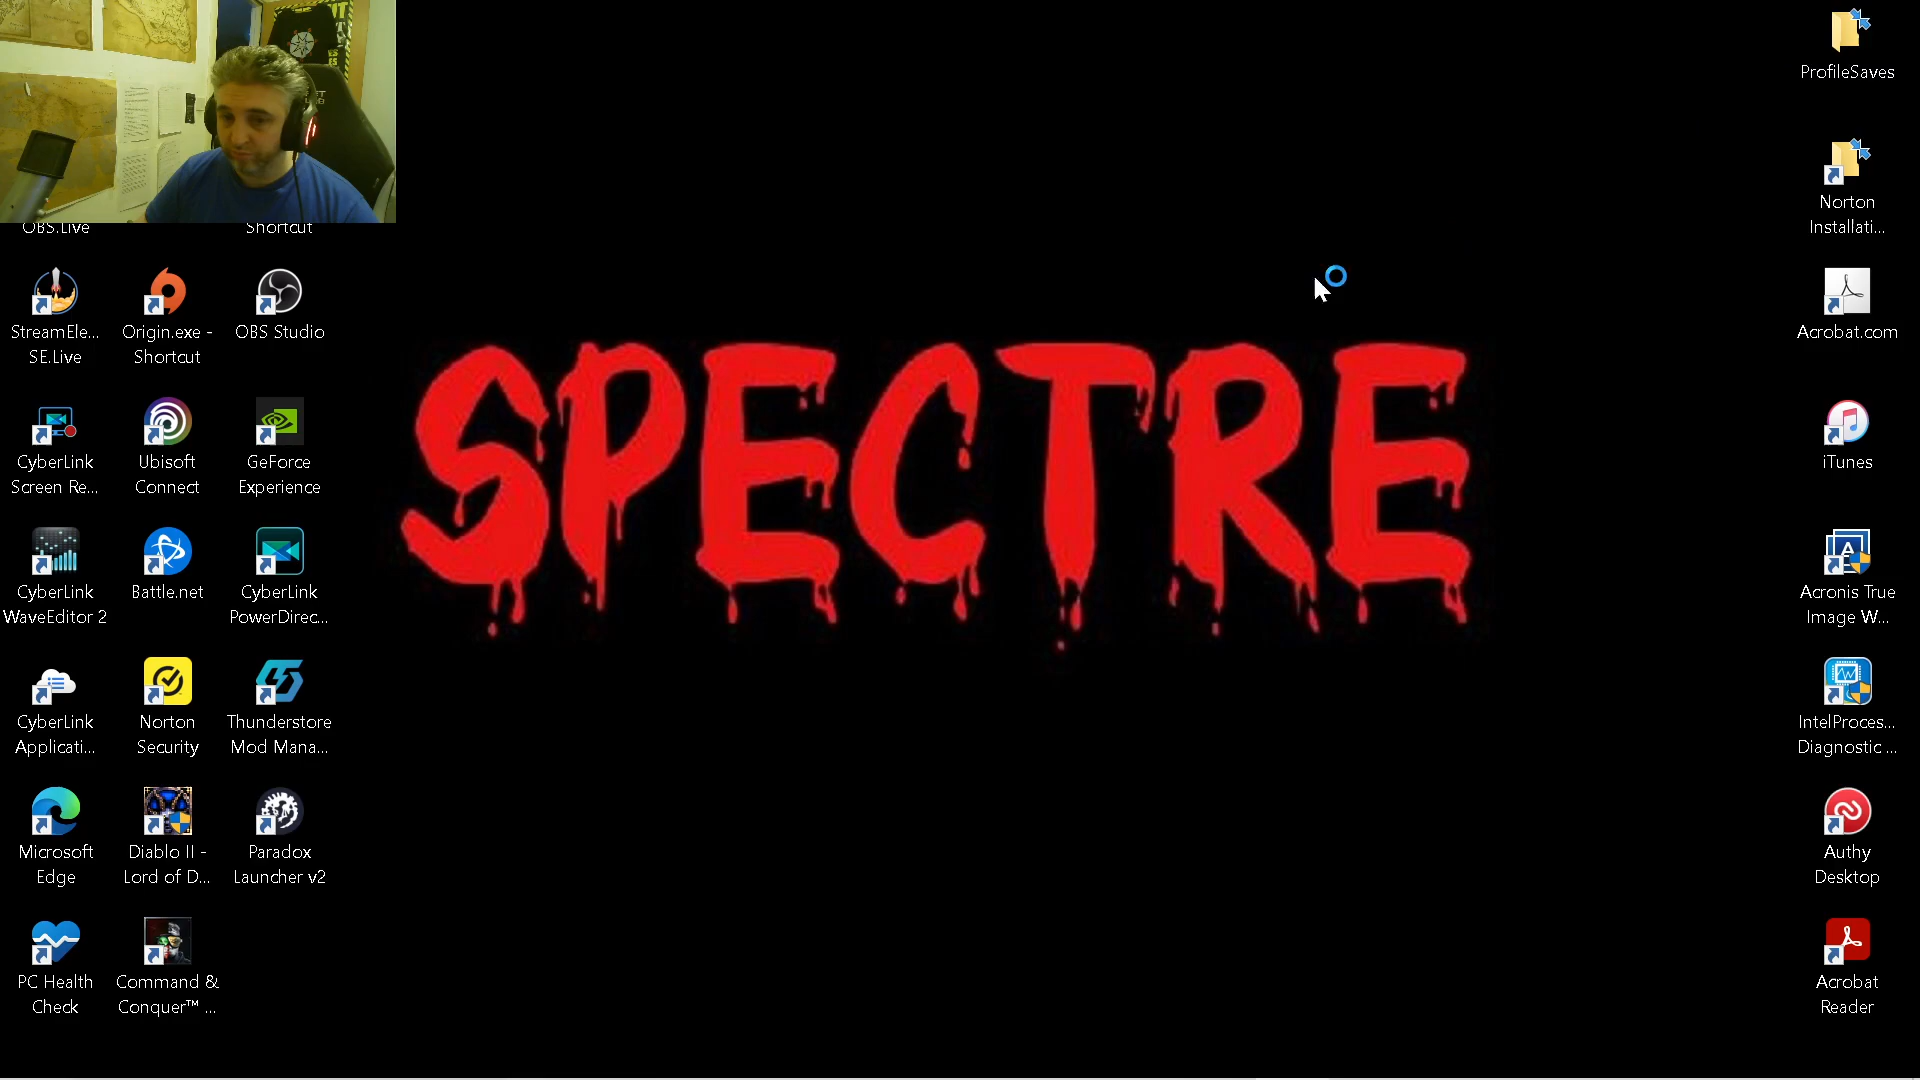 OBS.Live
Shortcut
StreamEle...
SE.Live
Origin.exe -
Shortcut
OBS Studio
CyberLink
Screen Re...
Ubisoft
Connect
GeForce
Experience
CyberLink
WaveEditor 2
Battle.net
CyberLink
PowerDirec...
CyberLink
Applicati...
Norton
Security
Thunderstore
Mod Mana...
Microsoft
Edge
Diablo II -
Lord of D...
Paradox
Launcher v2
PC Health
Check
Command &
Conquer™ ...
SPECTRE
ProfileSaves
Norton
Installati...
Acrobat.com
iTunes
Acronis True
Image W...
IntelProces...
Diagnostic ...
Authy
Desktop
Acrobat
Reader